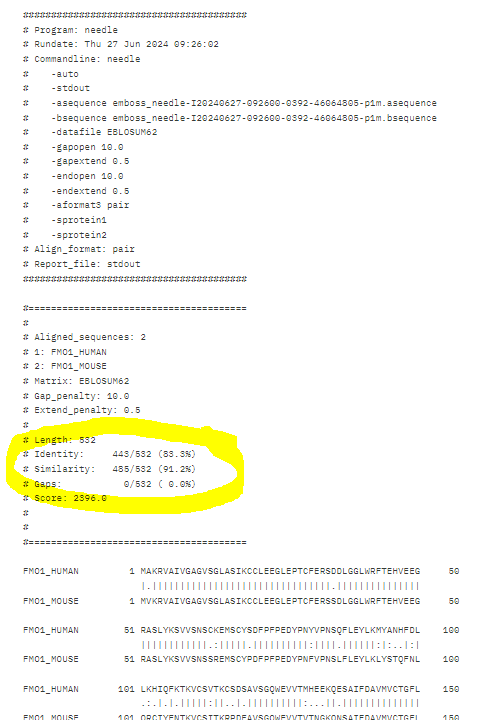 ########################################
# Program: needle
# Rundate: Thu 27 Jun 2024 09:26:02
# Commandline: needle
#    -auto
#    -stdout
#    -asequence emboss_needle-I20240627-092600-0392-46064805-p1m.asequence
#    -bsequence emboss_needle-I20240627-092600-0392-46064805-p1m.bsequence
#    -datafile EBLOSUM62
#    -gapopen 10.0
#    -gapextend 0.5
#    -endopen 10.0
#    -endextend 0.5
#    -aformat3 pair
#    -sprotein1
#    -sprotein2
# Align_format: pair
# Report_file: stdout
########################################
#=======================================
#
# Aligned_sequences: 2
# 1: FMO1_HUMAN
# 2: FMO1_MOUSE
# Matrix: EBLOSUM62
# Gap_penalty: 10.0
# Extend_penalty: 0.5
#
# Length: 532
# Identity:     443/532 (83.3%)
# Similarity:   485/532 (91.2%)
# Gaps:           0/532 ( 0.0%)
# Score: 2396.0
#
#
#=======================================
FMO1_HUMAN         1 MAKRVAIVGAGVSGLASIKCCLEEGLEPTCFERSDDLGGLWRFTEHVEEG     50
                     |.||||||||||||||||||||||||||||||||.|||||||||||||||
FMO1_MOUSE         1 MVKRVAIVGAGVSGLASIKCCLEEGLEPTCFERSSDLGGLWRFTEHVEEG     50
FMO1_HUMAN        51 RASLYKSVVSNSCKEMSCYSDFPFPEDYPNYVPNSQFLEYLKMYANHFDL    100
                     ||||||||||||.:|||||.||||||||||:|||.||||||:|:..|:|
FMO1_MOUSE        51 RASLYKSVVSNSSREMSCYPDFPFPEDYPNFVPNSLFLEYLKLYSTQFNL    100
FMO1_HUMAN       101 LKHIQFKTKVCSVTKCSDSAVSGQWEVVTMHEEKQESAIFDAVMVCTGFL    150
                     .:.|.|.|||||:||..|.||||||||||:...||.|||||||||||||
FMO1_MOUSE       101 QRCIYFNTKVCSITKRPDFAVSGQWEVVTVTNGKQNSAIFDAVMVCTGFL    150